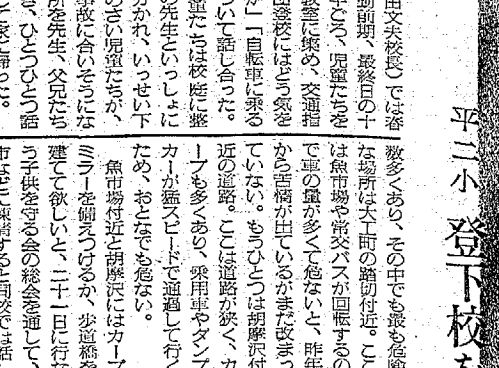 平二小 登下校を
田文夫校長）では春
到前期、最終日の十
午ごろ、児童たちを
教室に集め、交通指
登下校にはどう気を
か」「自転車に乗る
ついて話し合った。
童たちは校庭に整
の先生といっしょに
かれ、いっせい下
のさい児童たちが、
事故に合いそうにな
所を先生、父兄たち
き、ひとつひとつ話
家に帰った。
数多くあり、その中でも最も危険
な場所は大工町の踏切付近。ここ
は魚市場や常交バスが回転するの
で車の量が多くて危ないと、昨年
から苦情が出ているがまだ改まっ
ていない。もうひとつは胡摩沢付
近の道路。ここは道路が狭く、カ
ーブも多くあり、乗用車やダンプ
カーが猛スピードで通過して行く
ため、おとなでも危ない。
魚市場付近と胡摩沢にはカーブ
ミラーを備えつけるか、歩道橋を
建てて欲しいと、二十一日に行な
う子供を守る会の総会を通して、
市などに陳情すると同校では話し